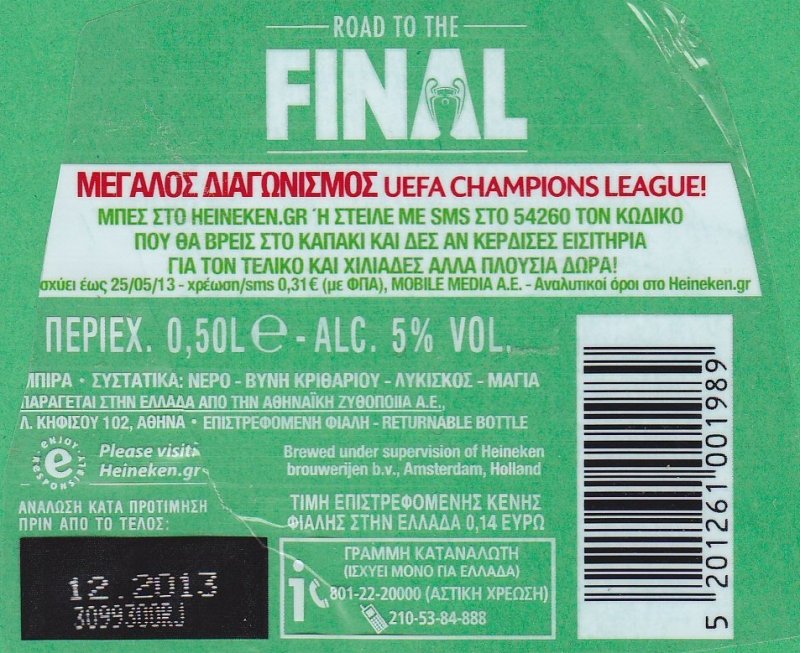 ROAD TO THE
FINAL
ΜΕΓΑΛΟΣ ΔΙΑΓΩΝΙΣΜΟΣ UEFA CHAMPIONS LEAGUE!
ΜΠΕΣ ΣΤΟ HEINEKEN.GR Ή ΣΤΕΙΛΕ ΜΕ SMS ΣΤΟ 54260 ΤΟΝ ΚΩΔΙΚΟ
ΠΟΥ ΘΑ ΒΡΕΙΣ ΣΤΟ ΚΑΠΑΚΙ ΚΑΙ ΔΕΣ ΑΝ ΚΕΡΔΙΣΕΣ ΕΙΣΙΤΗΡΙΑ
ΓΙΑ ΤΟΝ ΤΕΛΙΚΟ ΚΑΙ ΧΙΛΙΑΔΕΣ ΑΛΛΑ ΠΛΟΥΣΙΑ ΔΩΡΑ!
σχύει έως 25/05/13 - χρέωση/sms 0,31€ (με ΦΠΑ), MOBILE MEDIA A.E. - Αναλυτικοί όροι στο Heineken.gr
ΠΕΡΙΕΧ. 0,50L e - ALC. 5% VOL.
ΜΠΙΡΑ · ΣΥΣΤΑΤΙΚΑ: ΝΕΡΟ - ΒΥΝΗ ΚΡΙΘΑΡΙΟΥ - ΛΥΚΙΣΚΟΣ - ΜΑΓΙΑ
ΠΑΡΑΓΕΤΑΙ ΣΤΗΝ ΕΛΛΑΔΑ ΑΠΟ ΤΗΝ ΑΘΗΝΑΪΚΗ ΖΥΘΟΠΟΙΙΑ Α.Ε.,
Λ. ΚΗΦΙΣΟΥ 102, ΑΘΗΝΑ · ΕΠΙΣΤΡΕΦΟΜΕΝΗ ΦΙΑΛΗ - RETURNABLE BOTTLE
ENJOY
e
RESPONSIBLY
Please visit:
Heineken.gr
Brewed under supervision of Heineken
brouwerijen b.v., Amsterdam, Holland
ΑΝΑΛΩΣΗ ΚΑΤΑ ΠΡΟΤΙΜΗΣΗ
ΠΡΙΝ ΑΠΟ ΤΟ ΤΕΛΟΣ:
12.2013
3099300RJ
ΤΙΜΗ ΕΠΙΣΤΡΕΦΟΜΕΝΗΣ ΚΕΝΗΣ
ΦΙΑΛΗΣ ΣΤΗΝ ΕΛΛΑΔΑ 0,14 ΕΥΡΩ
ΓΡΑΜΜΗ ΚΑΤΑΝΑΛΩΤΗ
(ΙΣΧΥΕΙ ΜΟΝΟ ΓΙΑ ΕΛΛΑΔΑ)
801-22-20000 (ΑΣΤΙΚΗ ΧΡΕΩΣΗ)
210-53-84-888
5 201261 001989